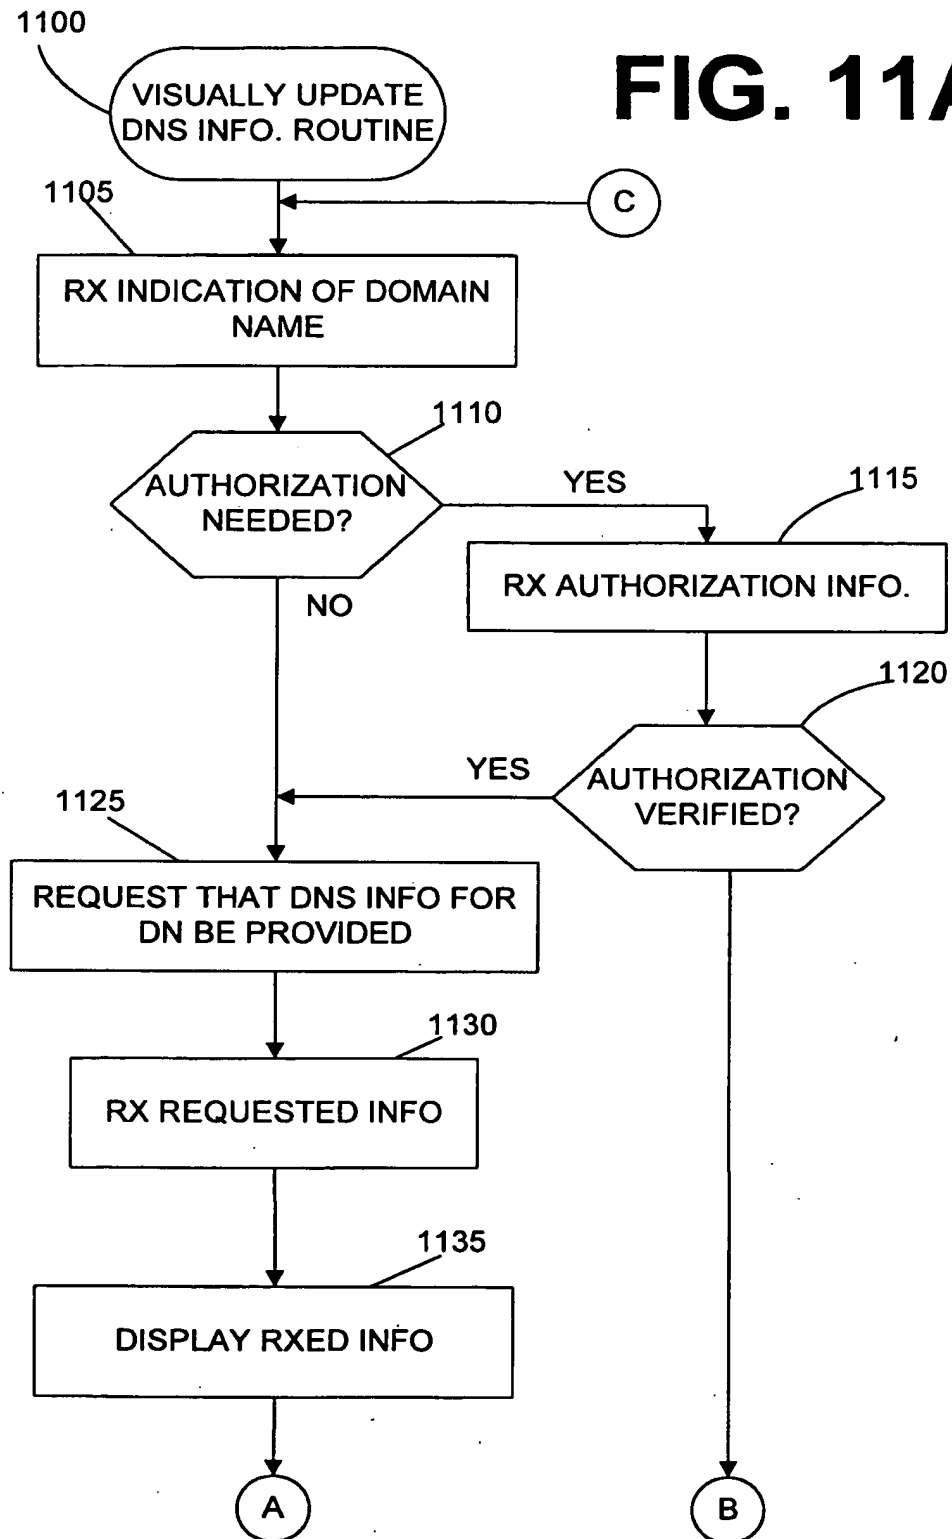 1100
FIG. 11A
VISUALLY UPDATE
DNS INFO. ROUTINE
1105
C
RX INDICATION OF DOMAIN
NAME
1110
AUTHORIZATION
NEEDED?
YES
1115
RX AUTHORIZATION INFO.
NO
1120
YES
AUTHORIZATION
VERIFIED?
1125
REQUEST THAT DNS INFO FOR
DN BE PROVIDED
1130
RX REQUESTED INFO
1135
DISPLAY RXED INFO
A
B